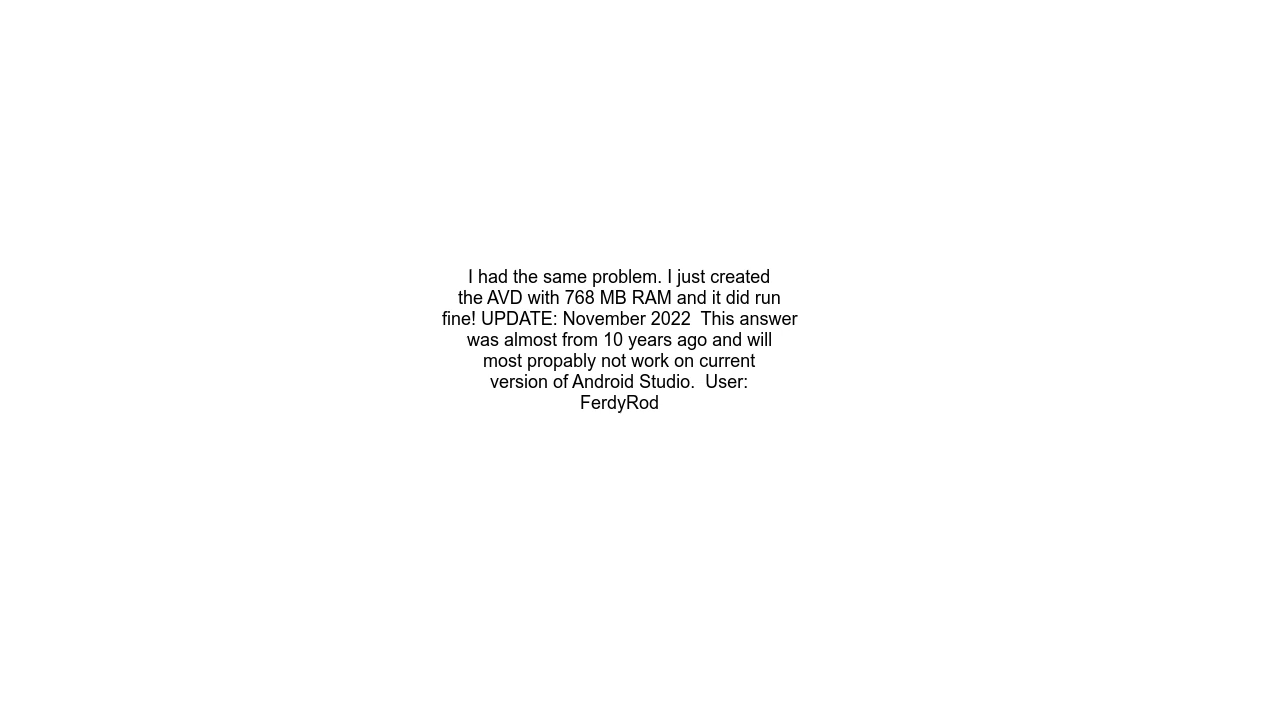 I had the same problem. I just created
the AVD with 768 MB RAM and it did run
fine! UPDATE: November 2022  This answer
was almost from 10 years ago and will
most propably not work on current
version of Android Studio.  User:
FerdyRod